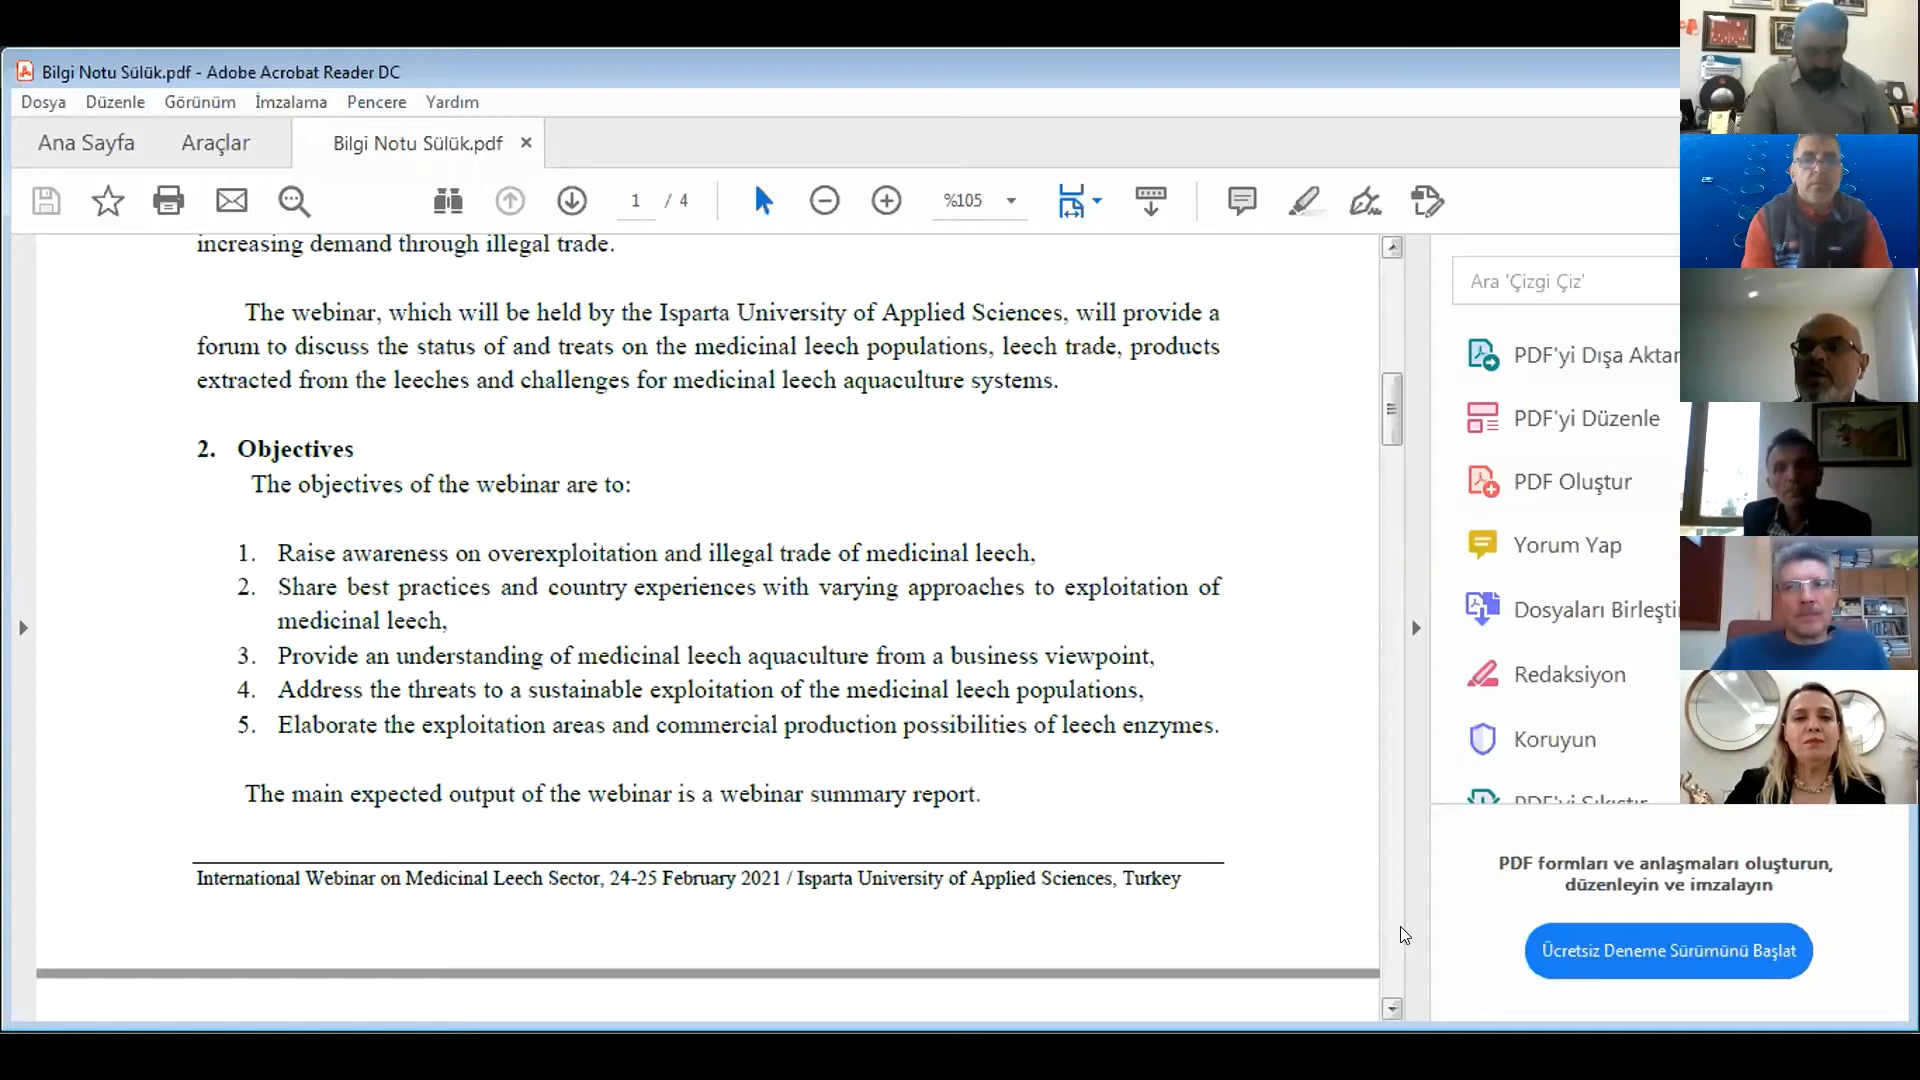 Bilgi Notu Sülük.pdf - Adobe Acrobat Reader DC
Dosya Düzenle Görünüm İmzalama Pencere Yardım
Ana Sayfa Araçlar Bilgi Notu Sülük.pdf ×
1 / 4 %105
increasing demand through illegal trade.
The webinar, which will be held by the Isparta University of Applied Sciences, will provide a
forum to discuss the status of and treats on the medicinal leech populations, leech trade, products
extracted from the leeches and challenges for medicinal leech aquaculture systems.
2. Objectives
The objectives of the webinar are to:
1. Raise awareness on overexploitation and illegal trade of medicinal leech,
2. Share best practices and country experiences with varying approaches to exploitation of
medicinal leech,
3. Provide an understanding of medicinal leech aquaculture from a business viewpoint,
4. Address the threats to a sustainable exploitation of the medicinal leech populations,
5. Elaborate the exploitation areas and commercial production possibilities of leech enzymes.
The main expected output of the webinar is a webinar summary report.
International Webinar on Medicinal Leech Sector, 24-25 February 2021 / Isparta University of Applied Sciences, Turkey
Ara 'Çizgi Çiz'
PDF'yi Dışa Aktar
PDF'yi Düzenle
PDF Oluştur
Yorum Yap
Dosyaları Birleştir
Redaksiyon
Koruyun
PDF'yi Sıkıştır
PDF formları ve anlaşmaları oluşturun,
düzenleyin ve imzalayın
Ücretsiz Deneme Sürümünü Başlat